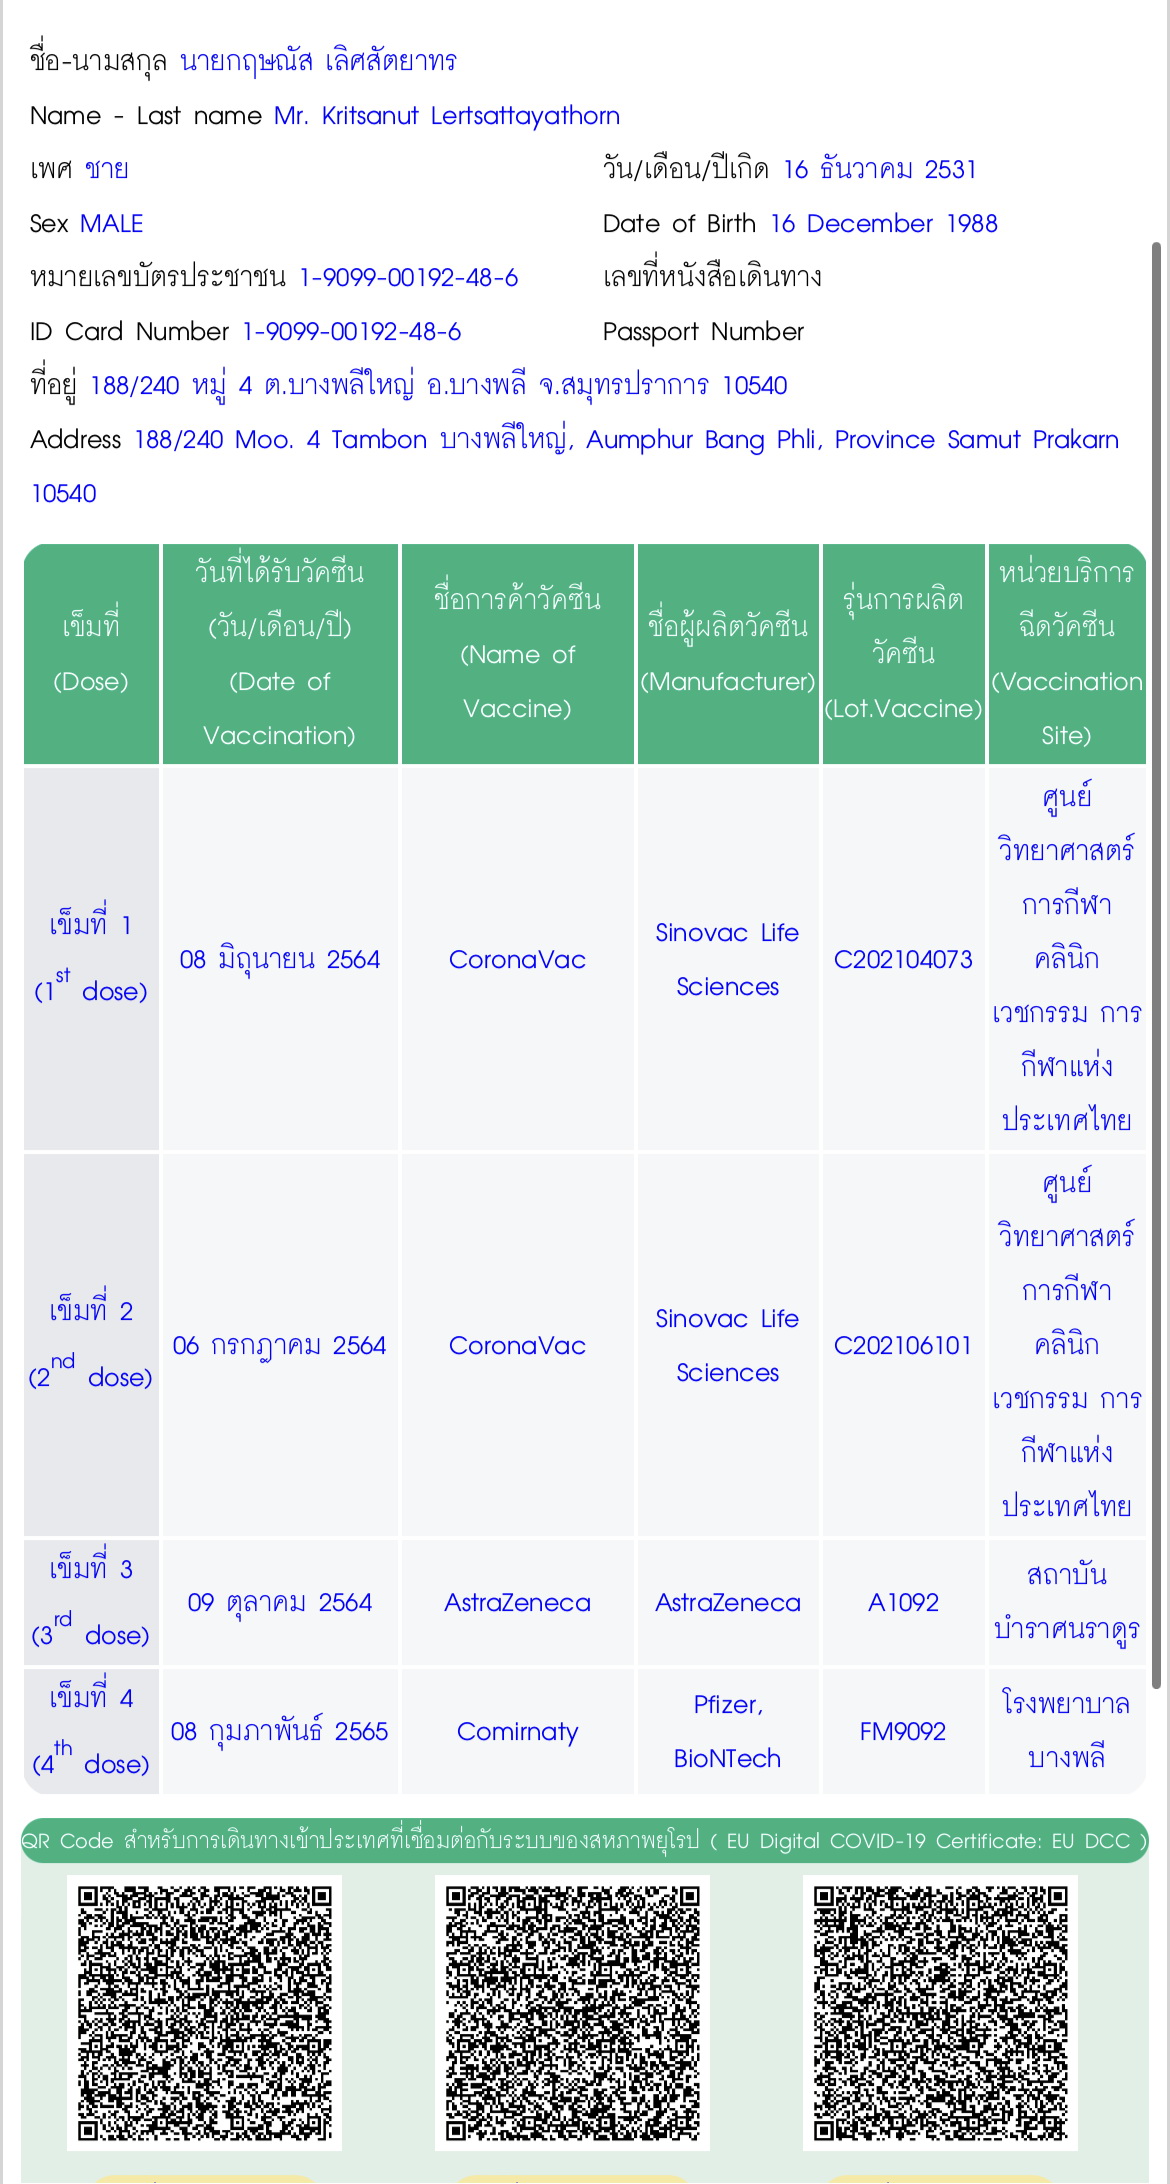 ชื่อ-นามสกุล นายกฤษณัส เลิศสัตยาทร
Name - Last name Mr. Kritsanut Lertsattayathorn
เพศ ชาย วัน/เดือน/ปีเกิด 16 ธันวาคม 2531
Sex MALE Date of Birth 16 December 1988
หมายเลขบัตรประชาชน 1-9099-00192-48-6 เลขที่หนังสือเดินทาง
ID Card Number 1-9099-00192-48-6 Passport Number
ที่อยู่ 188/240 หมู่ 4 ต.บางพลีใหญ่ อ.บางพลี จ.สมุทรปราการ 10540
Address 188/240 Moo. 4 Tambon บางพลีใหญ่, Aumphur Bang Phli, Province Samut Prakarn
10540
เข็มที่
(Dose)
วันที่ได้รับวัคซีน
(วัน/เดือน/ปี)
(Date of
Vaccination)
ชื่อการค้าวัคซีน
(Name of
Vaccine)
ชื่อผู้ผลิตวัคซีน
(Manufacturer)
รุ่นการผลิต
วัคซีน
(Lot.Vaccine)
หน่วยบริการ
ฉีดวัคซีน
(Vaccination
Site)
เข็มที่ 1
(1st dose)
08 มิถุนายน 2564
CoronaVac
Sinovac Life
Sciences
C202104073
ศูนย์
วิทยาศาสตร์
การกีฬา
คลินิก
เวชกรรม การ
กีฬาแห่ง
ประเทศไทย
เข็มที่ 2
(2nd dose)
06 กรกฎาคม 2564
CoronaVac
Sinovac Life
Sciences
C202106101
ศูนย์
วิทยาศาสตร์
การกีฬา
คลินิก
เวชกรรม การ
กีฬาแห่ง
ประเทศไทย
เข็มที่ 3
(3rd dose)
09 ตุลาคม 2564
AstraZeneca
AstraZeneca
A1092
สถาบัน
บำราศนราดูร
เข็มที่ 4
(4th dose)
08 กุมภาพันธ์ 2565
Comirnaty
Pfizer,
BioNTech
FM9092
โรงพยาบาล
บางพลี
QR Code สำหรับการเดินทางเข้าประเทศที่เชื่อมต่อกับระบบของสหภาพยุโรป ( EU Digital COVID-19 Certificate: EU DCC )